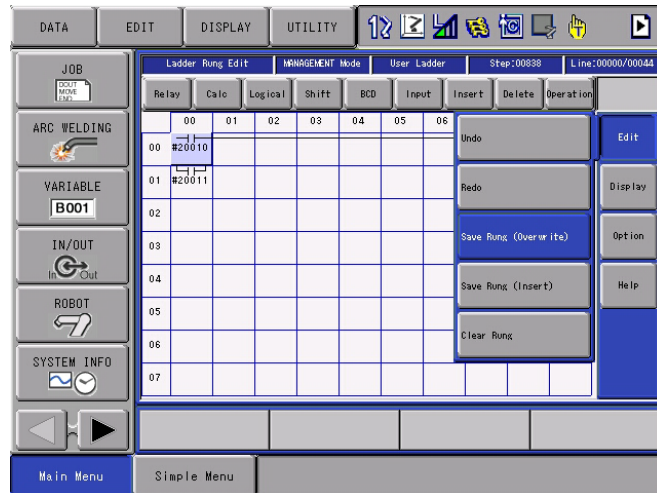 DATA EDIT DISPLAY UTILITY
Ladder Rung Edit MANAGEMENT Mode User Ladder Step:00838 Line:00000/00044
Relay Calc Logical Shift BCD Input Insert Delete Operation
JOB
DOUT
MOVE
END
ARC WELDING
VARIABLE
B001
IN/OUT
In Out
ROBOT
SYSTEM INFO
00 01 02 03 04 05 06
00 #20010
01 #20011
02
03
04
05
06
07
Undo
Redo
Save Rung (Overwrite)
Save Rung (Insert)
Clear Rung
Edit
Display
Option
Help
Main Menu Simple Menu